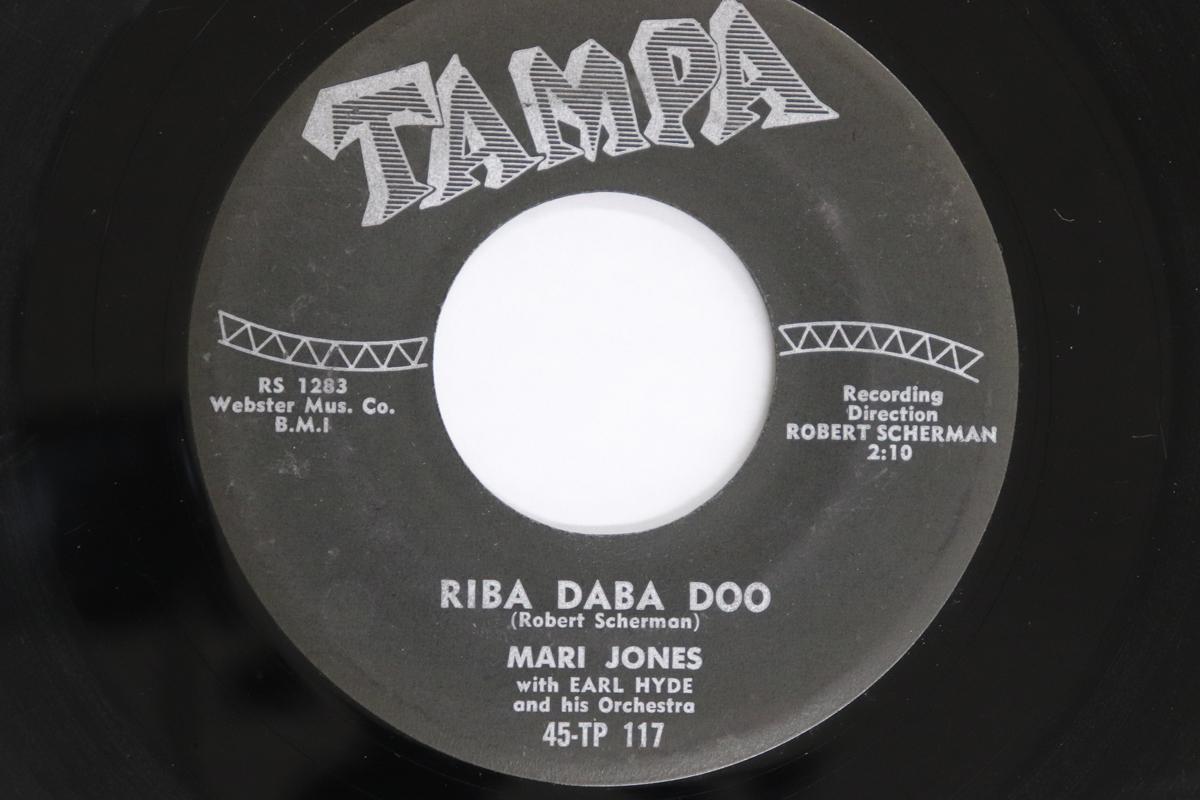 TAMPA
RS 1283
Webster Mus. Co.
B.M.I
Recording
Direction
ROBERT SCHERMAN
2:10
RIBA DABA DOO
(Robert Scherman)
MARI JONES
with EARL HYDE
and his Orchestra
45-TP 117